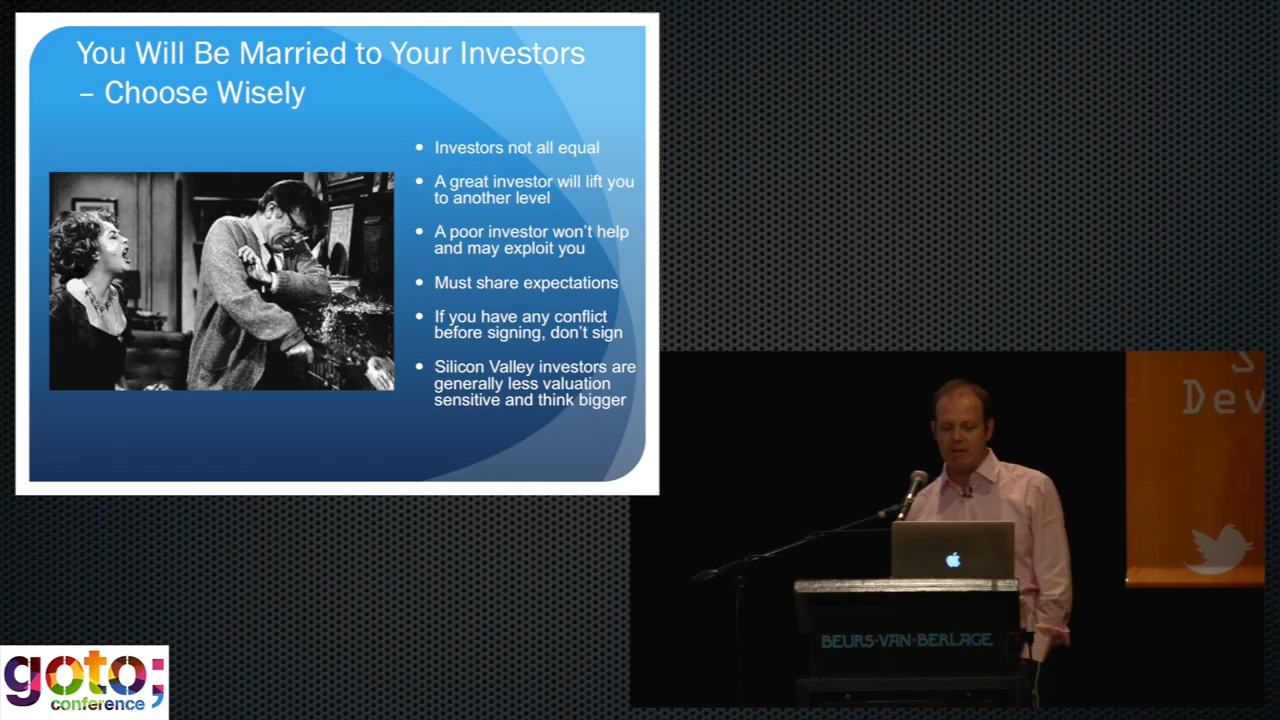 You Will Be Married to Your Investors
– Choose Wisely
• Investors not all equal
• A great investor will lift you
to another level
• A poor investor won't help
and may exploit you
• Must share expectations
• If you have any conflict
before signing, don't sign
• Silicon Valley investors are
generally less valuation
sensitive and think bigger
Dev
BEURS·VAN·BERLAGE
goto;
conference